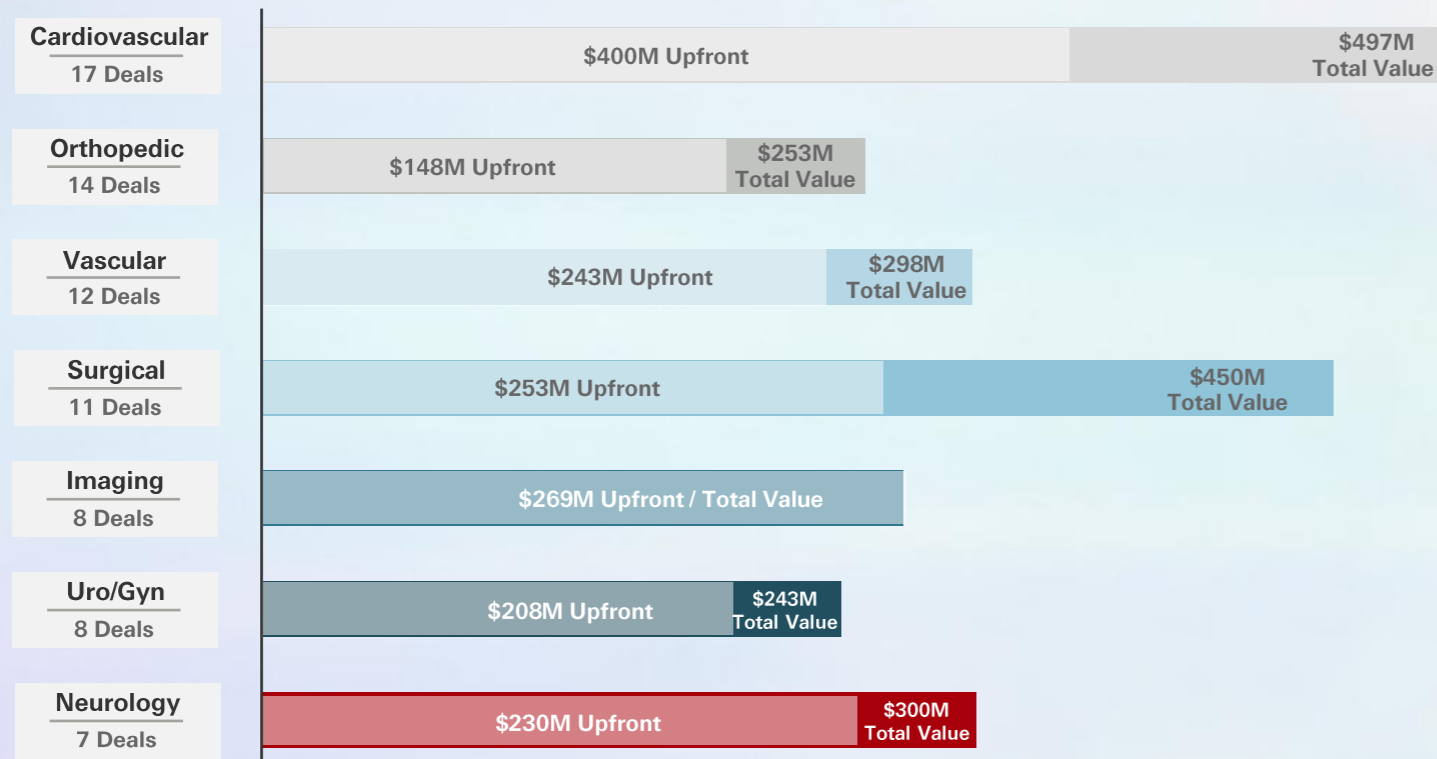 Cardiovascular
17 Deals
$400M Upfront
$497M
Total Value
Orthopedic
14 Deals
$148M Upfront
$253M
Total Value
Vascular
12 Deals
$243M Upfront
$298M
Total Value
Surgical
11 Deals
$253M Upfront
$450M
Total Value
Imaging
8 Deals
$269M Upfront / Total Value
Uro/Gyn
8 Deals
$208M Upfront
$243M
Total Value
Neurology
7 Deals
$230M Upfront
$300M
Total Value